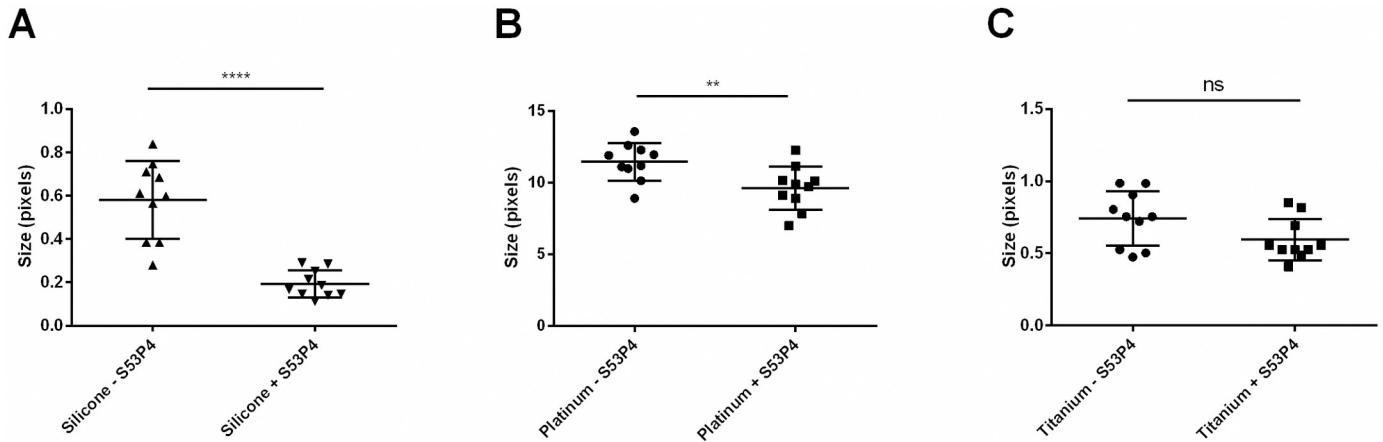 A
****
1.0
0.8
0.6
0.4
0.2
0.0
Size (pixels)
Silicone - S53P4
Silicone + S53P4
B
**
15
10
5
0
Size (pixels)
Platinum - S53P4
Platinum + S53P4
C
ns
1.5
1.0
0.5
0.0
Size (pixels)
Titanium - S53P4
Titanium + S53P4